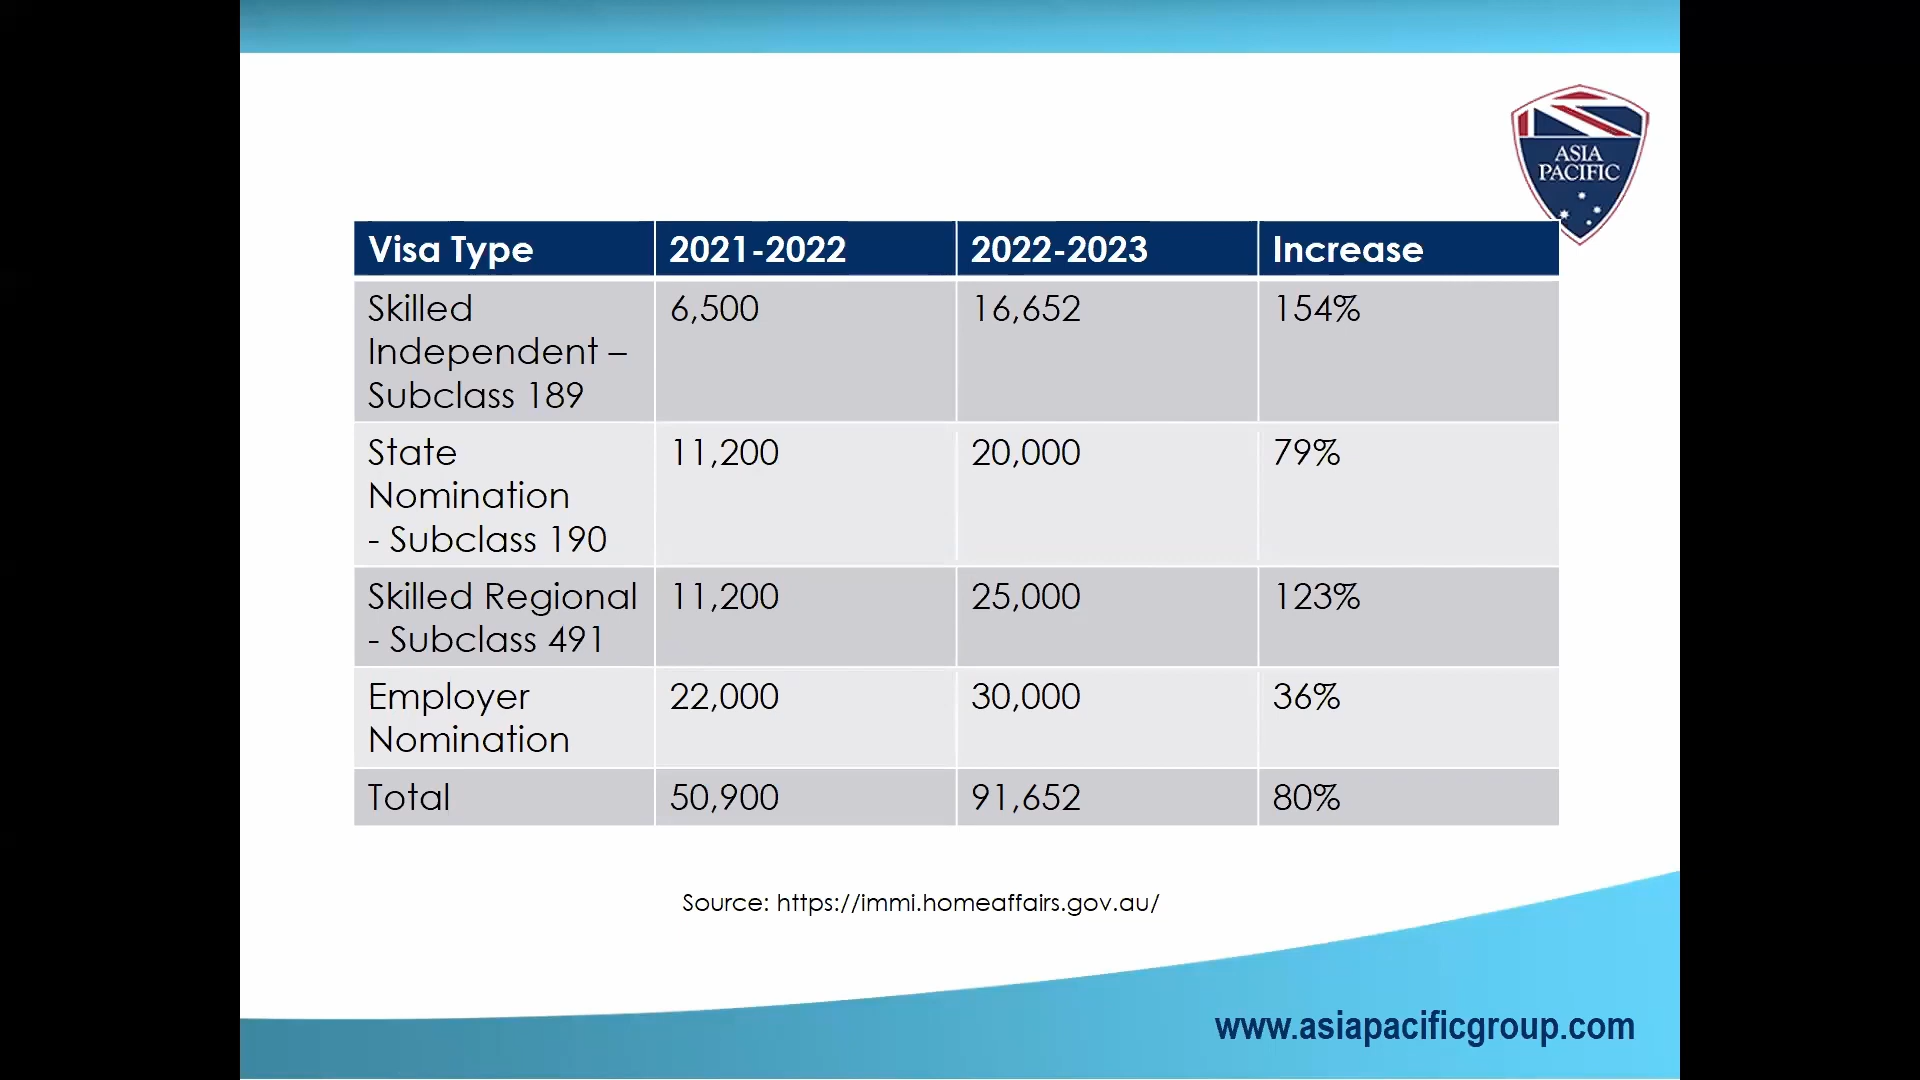 ASIA
PACIFIC
Visa Type 2021-2022 2022-2023 Increase
Skilled 6,500 16,652 154%
Independent –
Subclass 189
State 11,200 20,000 79%
Nomination
- Subclass 190
Skilled Regional 11,200 25,000 123%
- Subclass 491
Employer 22,000 30,000 36%
Nomination
Total 50,900 91,652 80%
Source: https://immi.homeaffairs.gov.au/
www.asiapacificgroup.com